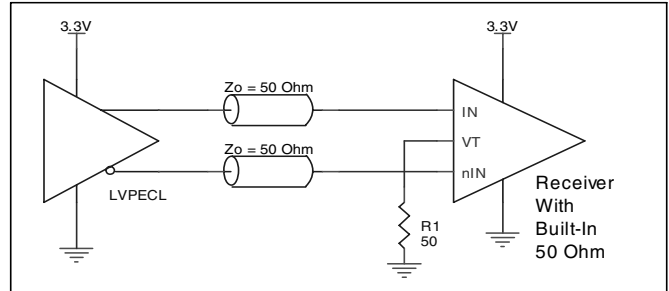 3.3V
3.3V
Zo = 50 Ohm
IN
VT
Zo = 50 Ohm
nIN
LVPECL
R1
50
Receiver
With
Built-In
50 Ohm